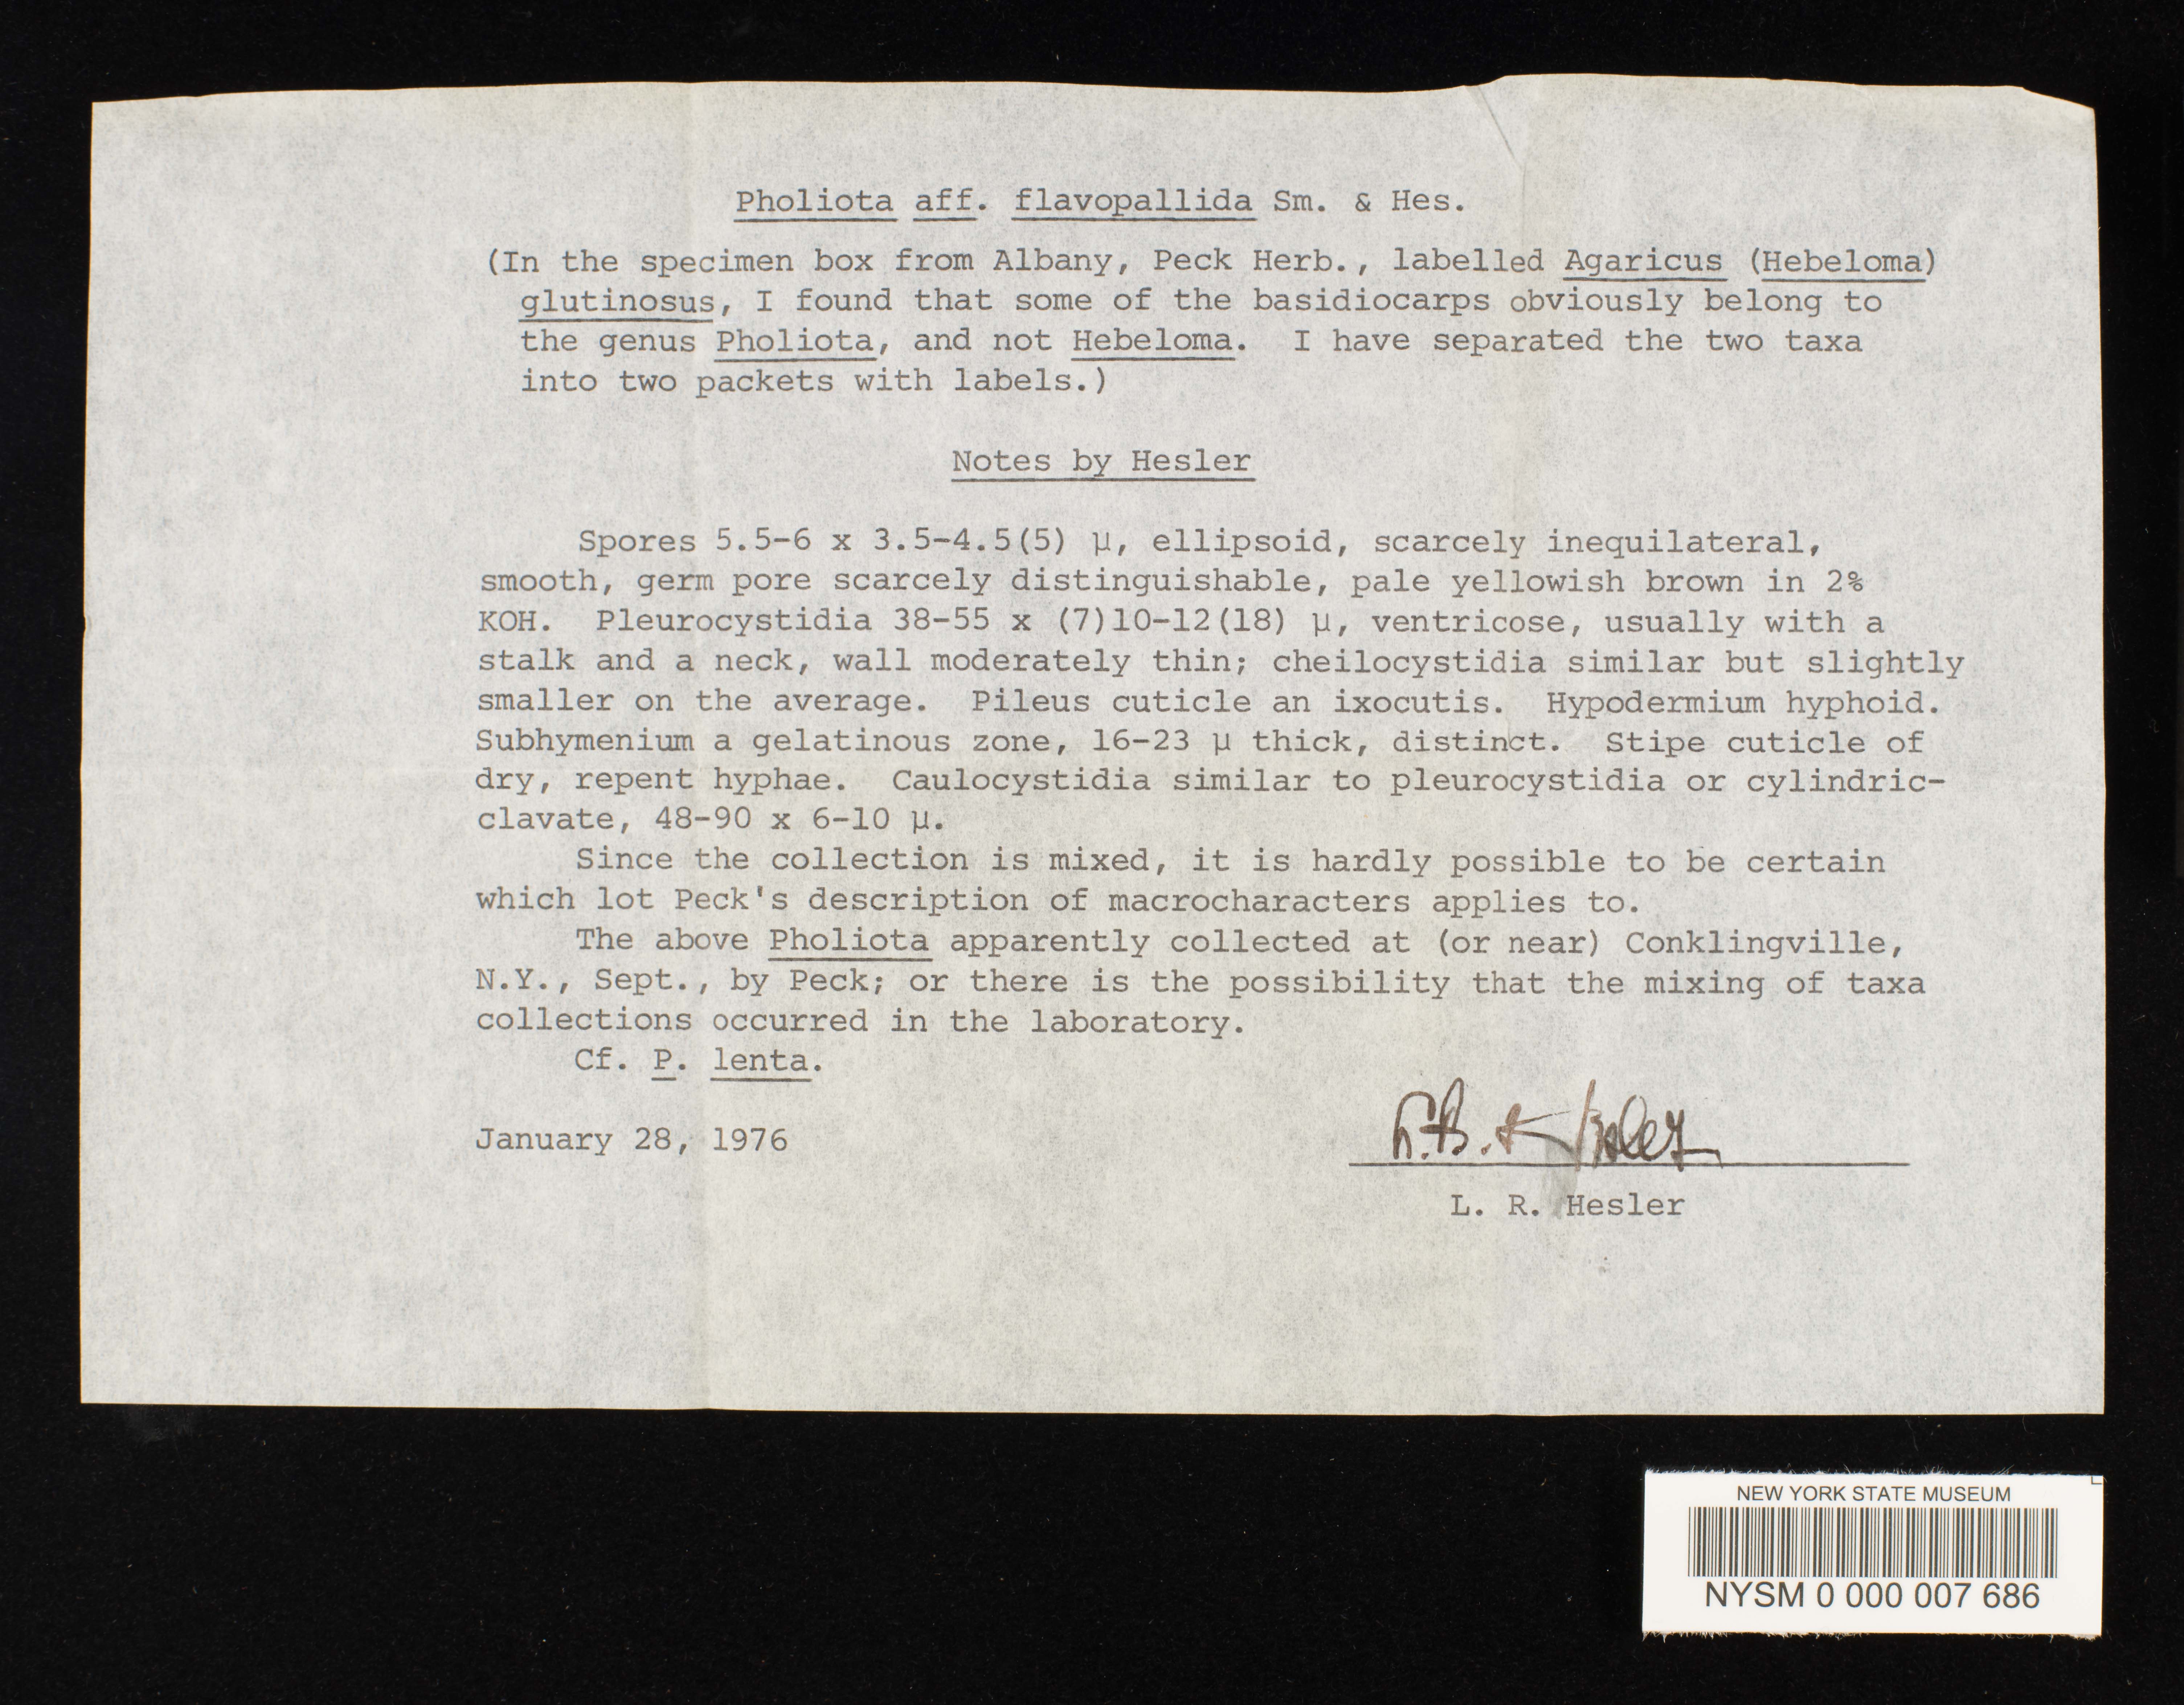 Pholiota aff. flavopallida Sm. & Hes.
(In the specimen box from Albany, Peck Herb., labelled Agaricus (Hebeloma)
glutinosus, I found that some of the basidiocarps obviously belong to
the genus Pholiota, and not Hebeloma. I have separated the two taxa
into two packets with labels.)
Notes by Hesler
Spores 5.5-6 x 3.5-4.5(5) µ, ellipsoid, scarcely inequilateral,
smooth, germ pore scarcely distinguishable, pale yellowish brown in 2%
KOH. Pleurocystidia 38-55 x (7)10-12(18) µ, ventricose, usually with a
stalk and a neck, wall moderately thin; cheilocystidia similar but slightly
smaller on the average. Pileus cuticle an ixocutis. Hypodermium hyphoid.
Subhymenium a gelatinous zone, 16-23 µ thick, distinct. Stipe cuticle of
dry, repent hyphae. Caulocystidia similar to pleurocystidia or cylindric-
clavate, 48-90 x 6-10 µ.
Since the collection is mixed, it is hardly possible to be certain
which lot Peck's description of macrocharacters applies to.
The above Pholiota apparently collected at (or near) Conklingville,
N.Y., Sept., by Peck; or there is the possibility that the mixing of taxa
collections occurred in the laboratory.
Cf. P. lenta.
January 28, 1976
L. R. Hesler
NEW YORK STATE MUSEUM
NYSM 0 000 007 686